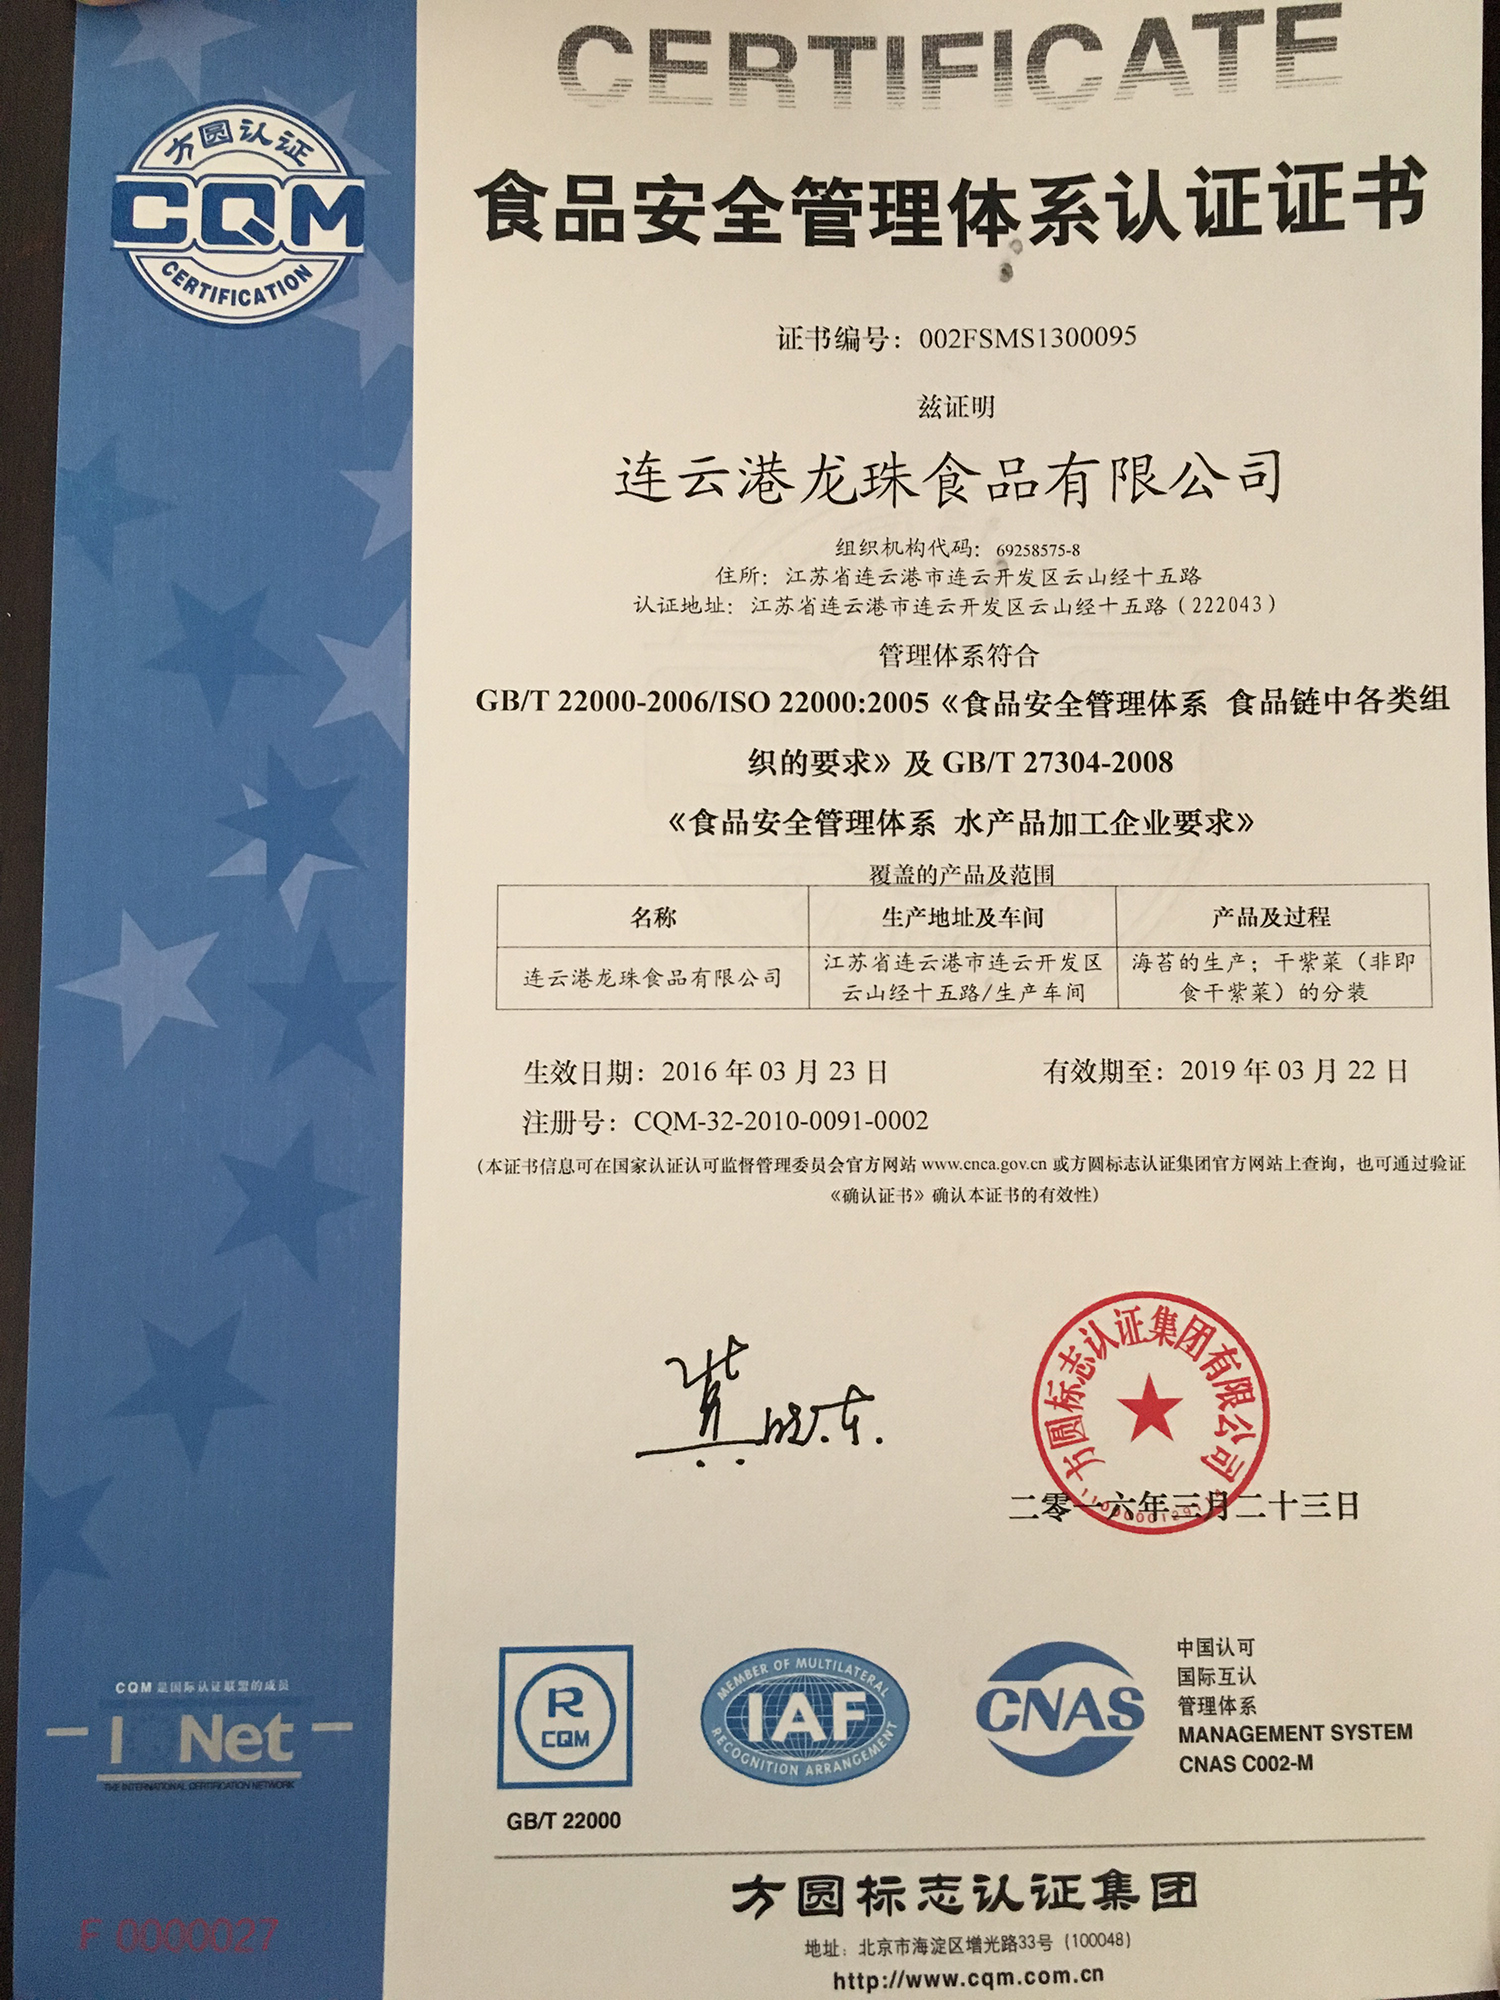 CERTIFICATE
方圆认证
CQM
CERTIFICATION
食品安全管理体系认证证书
证书编号：002FSMS1300095
兹证明
连云港龙珠食品有限公司
组织机构代码：69258575-8
住所：江苏省连云港市连云开发区云山经十五路
认证地址：江苏省连云港市连云开发区云山经十五路（222043）
管理体系符合
GB/T 22000-2006/ISO 22000:2005《食品安全管理体系 食品链中各类组
织的要求》及 GB/T 27304-2008
《食品安全管理体系 水产品加工企业要求》
覆盖的产品及范围
名称 生产地址及车间 产品及过程
连云港龙珠食品有限公司
江苏省连云港市连云开发区
云山经十五路/生产车间
海苔的生产；干紫菜（非即
食干紫菜）的分装
生效日期：2016 年 03 月 23 日 有效期至：2019 年 03 月 22 日
注册号：CQM-32-2010-0091-0002
（本证书信息可在国家认证认可监督管理委员会官方网站 www.cnca.gov.cn 或方圆标志认证集团官方网站上查询，也可通过验证
《确认证书》确认本证书的有效性）
方圆标志认证集团有限公司
二零一六年三月二十三日
CQM 是国际认证联盟的成员
Net
THE INTERNATIONAL CERTIFICATION NETWORK
R
CQM
GB/T 22000
MEMBER OF MULTILATERAL
IAF
RECOGNITION ARRANGEMENT
CNAS
中国认可
国际互认
管理体系
MANAGEMENT SYSTEM
CNAS C002-M
方圆标志认证集团
地址：北京市海淀区增光路33号（100048）
http://www.cqm.com.cn
F 0000027